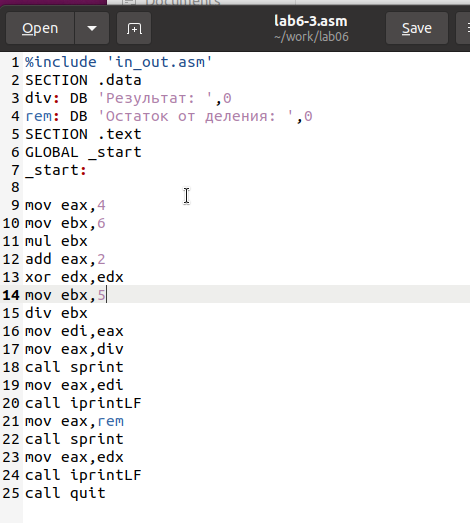 Documents
Open
lab6-3.asm
~/work/lab06
Save
1 %include 'in_out.asm'
2 SECTION .data
3 div: DB 'Результат: ',0
4 rem: DB 'Остаток от деления: ',0
5 SECTION .text
6 GLOBAL _start
7 _start:
8
9 mov eax,4
10 mov ebx,6
11 mul ebx
12 add eax,2
13 xor edx,edx
14 mov ebx,5
15 div ebx
16 mov edi,eax
17 mov eax,div
18 call sprint
19 mov eax,edi
20 call iprintLF
21 mov eax,rem
22 call sprint
23 mov eax,edx
24 call iprintLF
25 call quit